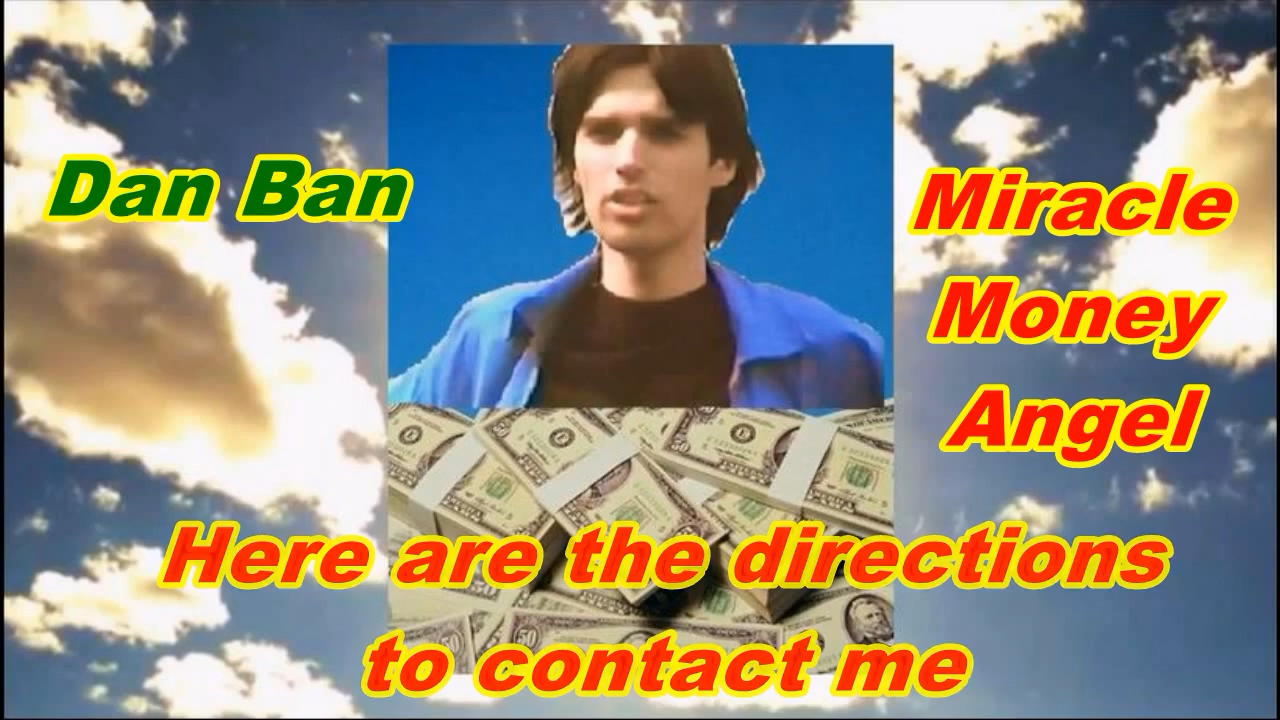 Dan Ban
Miracle
Money
Angel
Here are the directions
to contact me